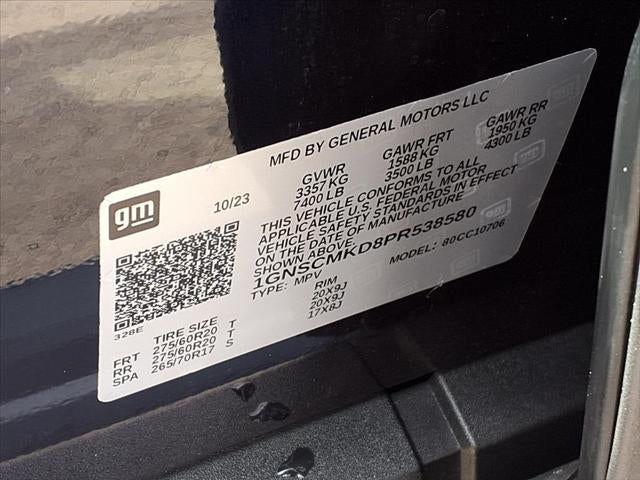 MFD BY GENERAL MOTORS LLC
gm
10/23
GVWR GAWR FRT GAWR RR
3357 KG 1588 KG 1950 KG
7400 LB 3500 LB 4300 LB
THIS VEHICLE CONFORMS TO ALL
APPLICABLE U.S. FEDERAL MOTOR
VEHICLE SAFETY STANDARDS IN EFFECT
ON THE DATE OF MANUFACTURE
SHOWN ABOVE.
1GNSCMKD8PR538580
TYPE: MPV MODEL: 80CC10706
328E
TIRE SIZE RIM
FRT 275/60R20 T 20X9J
RR 275/60R20 T 20X9J
SPA 265/70R17 S 17X8J